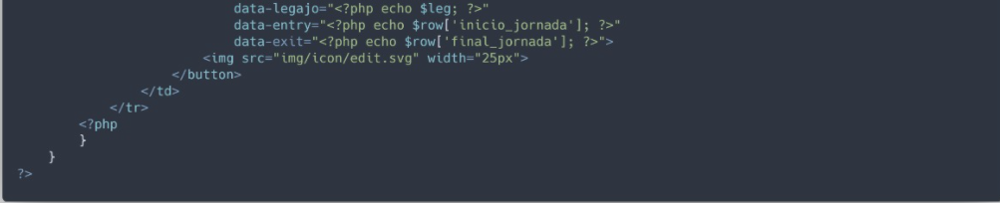 data-legajo="<?php echo $leg; ?>"
data-entry="<?php echo $row['inicio_jornada']; ?>"
data-exit="<?php echo $row['final_jornada']; ?>">
<img src="img/icon/edit.svg" width="25px">
</button>
</td>
</tr>
<?php
}
}
?>